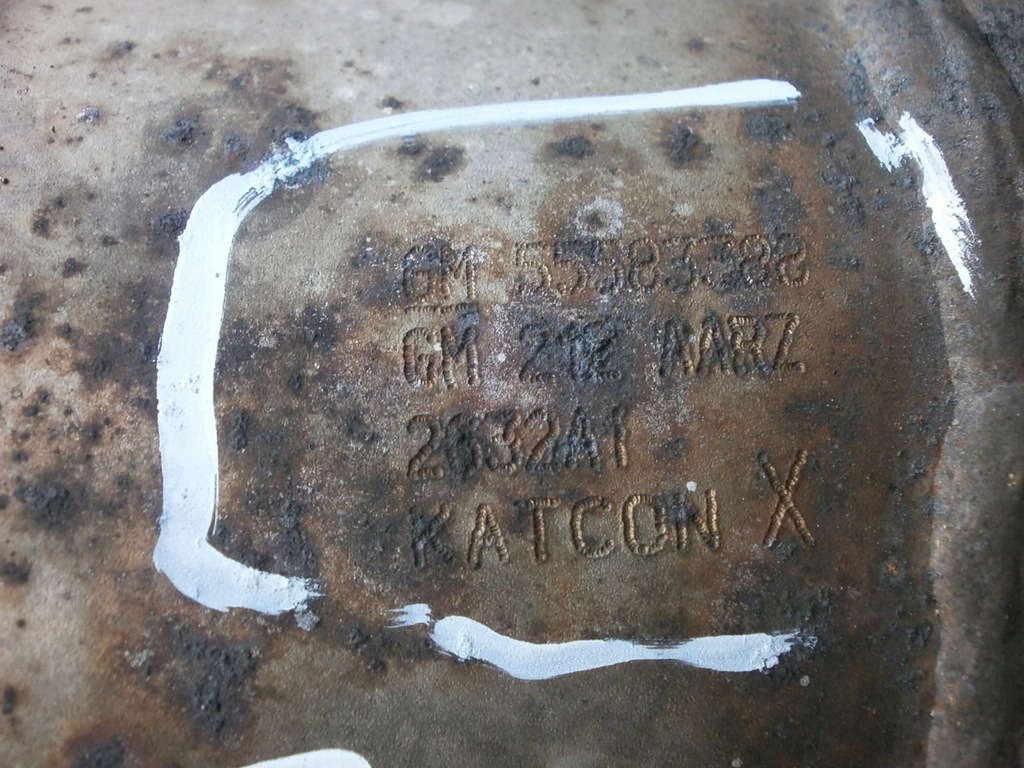 GM 55583388
GM 212 AARZ
2632A1
KATCON X